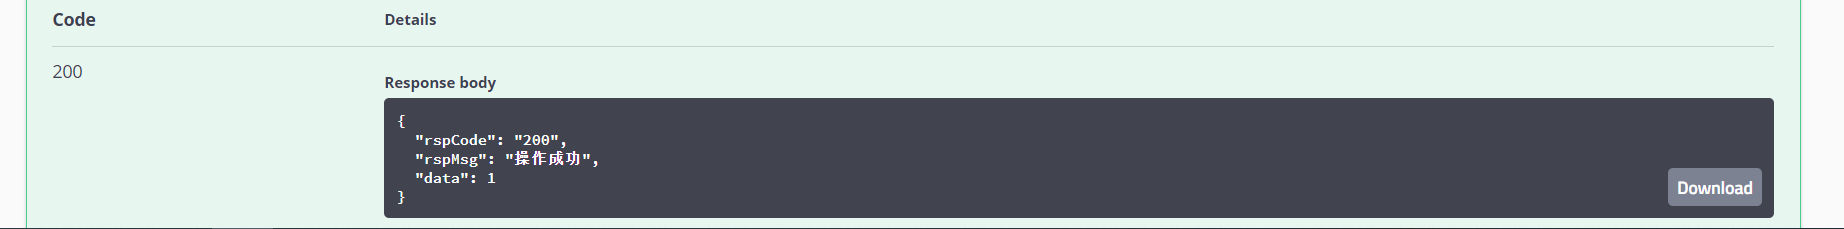 Code Details
200
Response body
{
"rspCode": "200",
"rspMsg": "操作成功",
"data": 1
}
Download